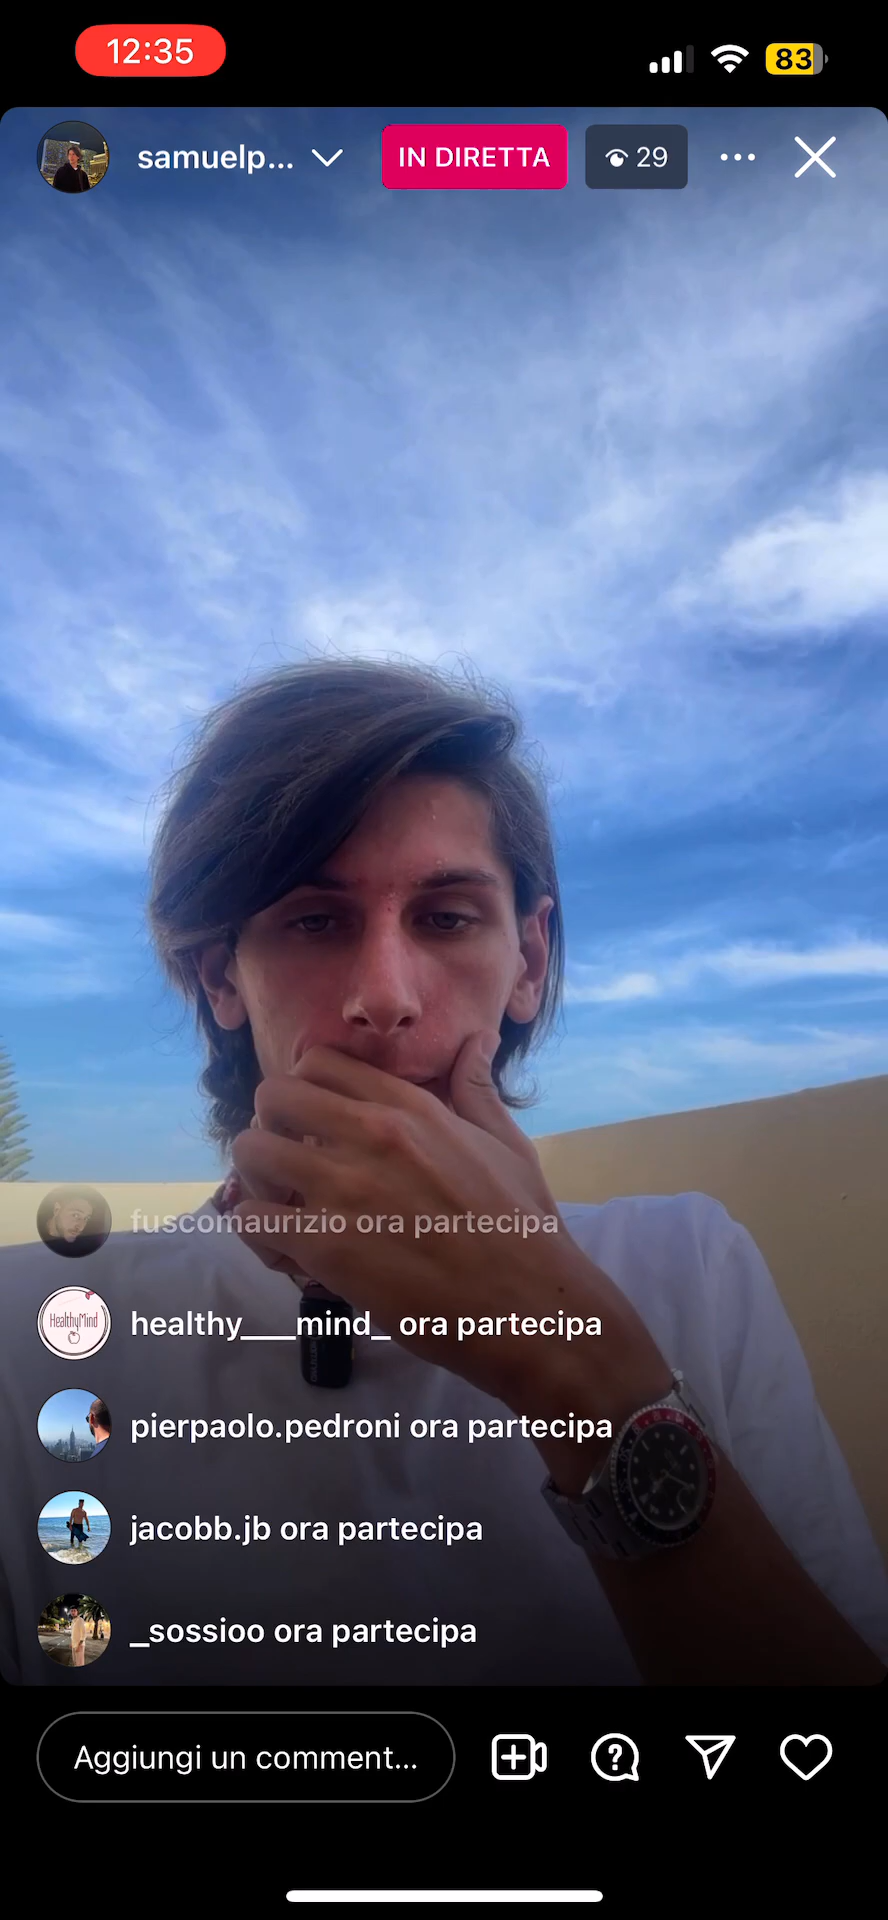 12:35
83
samuelp...
IN DIRETTA
29
fuscomaurizio ora partecipa
HealthyMind
healthy___mind_ ora partecipa
pierpaolo.pedroni ora partecipa
jacobb.jb ora partecipa
_sossioo ora partecipa
Aggiungi un comment...